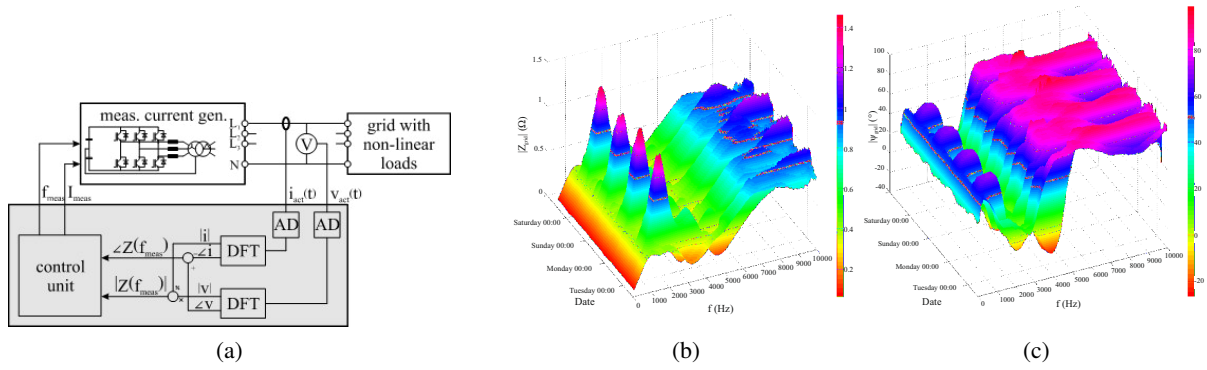 meas. current gen.
L₁
L₂
L₃
N
V
grid with
non-linear
loads
f_meas I_meas
i_act(t)
v_act(t)
AD
AD
control
unit
∠Z(f_meas)
|Z(f_meas)|
|i|
∠i
DFT
|v|
∠v
DFT
(a)
|Z_grid| (Ω)
1.5
1
0.5
0
Saturday 00:00
Sunday 00:00
Monday 00:00
Tuesday 00:00
Date
0
1000
2000
3000
4000
5000
6000
7000
8000
9000
10000
f (Hz)
1.4
1.2
1
0.8
0.6
0.4
0.2
(b)
|Ψ_grid| (°)
100
80
60
40
20
0
-20
-40
Saturday 00:00
Sunday 00:00
Monday 00:00
Tuesday 00:00
Date
0
1000
2000
3000
4000
5000
6000
7000
8000
9000
10000
f (Hz)
80
60
40
20
0
-20
(c)